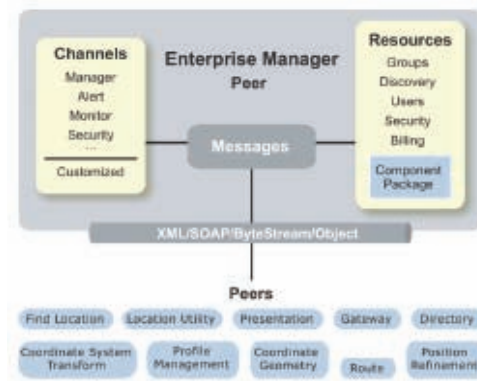 Channels
Manager
Alert
Monitor
Security
...
Customized
Enterprise Manager
Peer
Messages
Resources
Groups
Discovery
Users
Security
Billing
Component
Package
XML/SOAP/ByteStream/Object
Peers
Find Location
Location Utility
Presentation
Gateway
Directory
Coordinate System
Transform
Profile
Management
Coordinate
Geometry
Route
Position
Refinement